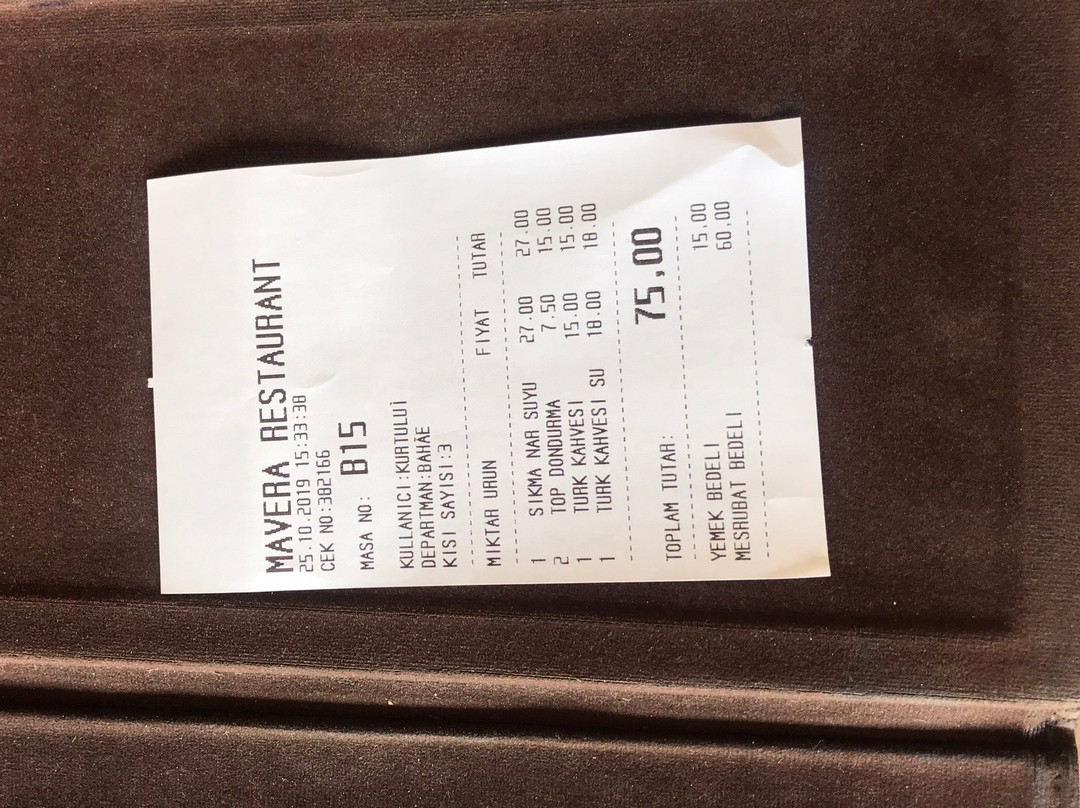 MAVERA RESTAURANT
25.10.2019 15:33:38
CEK NO:382166
MASA NO: B15
KULLANICI:KURTULUİ
DEPARTMAN:BAHÃE
KISI SAYISI:3
MIKTAR URUN FIYAT TUTAR
1 SIKMA NAR SUYU 27.00 27.00
2 TOP DONDURMA 7.50 15.00
1 TURK KAHVESI 15.00 15.00
1 TURK KAHVESI SU 18.00 18.00
TOPLAM TUTAR: 75,00
YEMEK BEDELI 15.00
MESRUBAT BEDELI 60.00